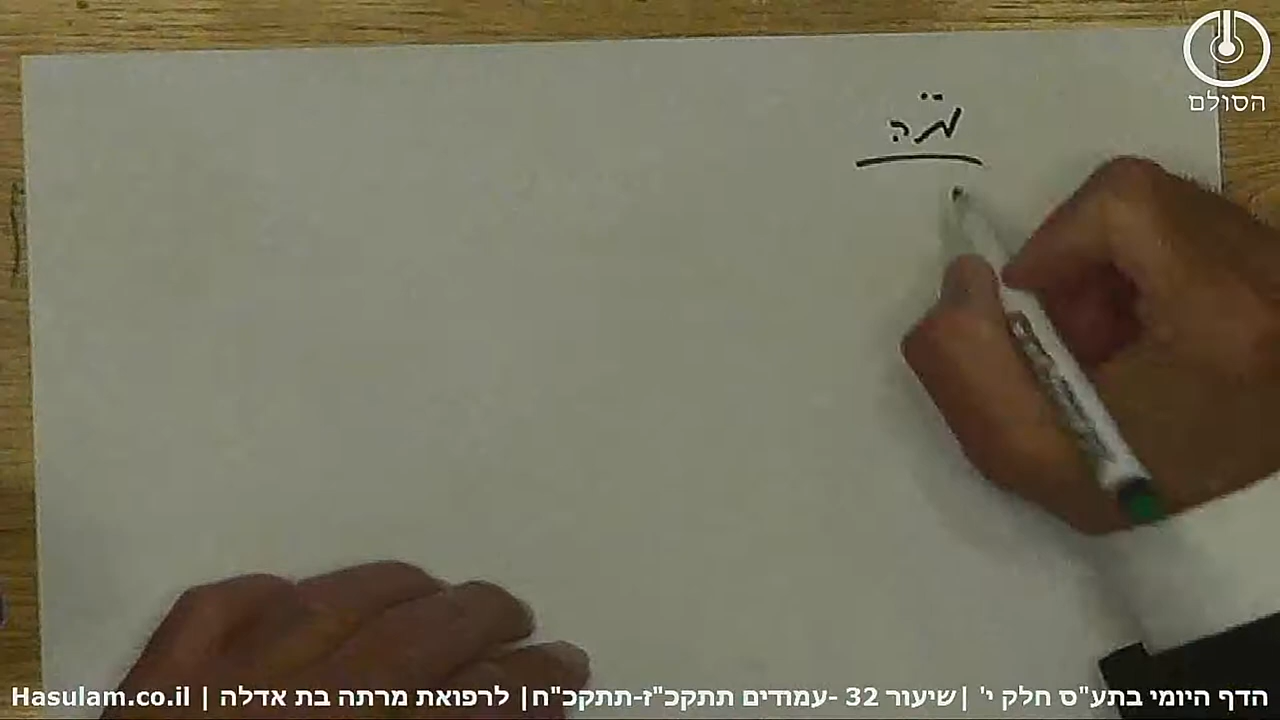 הסולם
מ"ה
הדף היומי בתע"ס חלק י' |שיעור 32 -עמודים תתקכ"ז-תתקכ"ח| לרפואת מרתה בת אדלה | Hasulam.co.il